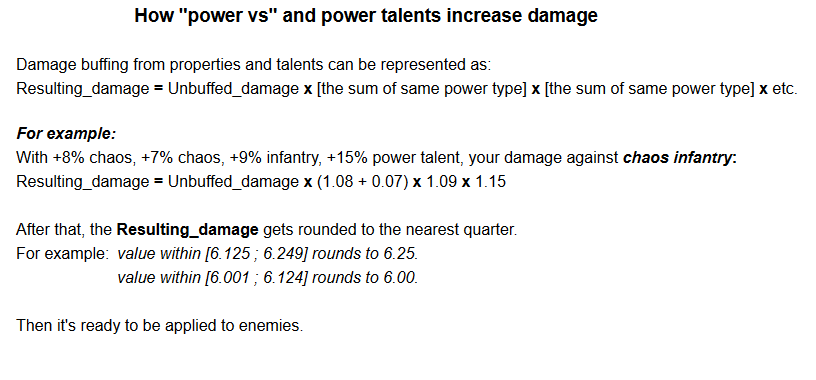 How "power vs" and power talents increase damage
Damage buffing from properties and talents can be represented as:
Resulting_damage = Unbuffed_damage x [the sum of same power type] x [the sum of same power type] x etc.
For example:
With +8% chaos, +7% chaos, +9% infantry, +15% power talent, your damage against chaos infantry:
Resulting_damage = Unbuffed_damage x (1.08 + 0.07) x 1.09 x 1.15
After that, the Resulting_damage gets rounded to the nearest quarter.
For example: value within [6.125 ; 6.249] rounds to 6.25.
value within [6.001 ; 6.124] rounds to 6.00.
Then it's ready to be applied to enemies.